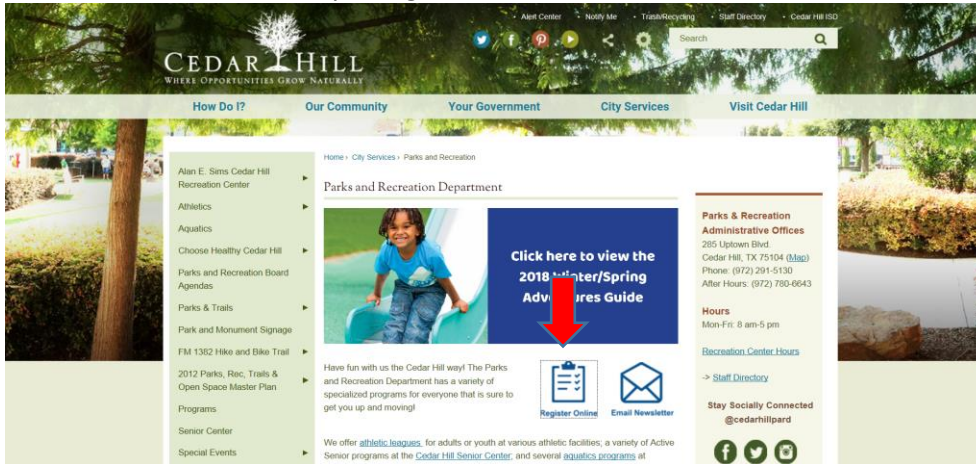 Alert Center
Notify Me
Trash/Recycling
Staff Directory
Cedar Hill ISD
Search
CEDAR HILL
WHERE OPPORTUNITIES GROW NATURALLY
How Do I?
Our Community
Your Government
City Services
Visit Cedar Hill
Home › City Services › Parks and Recreation
Alan E. Sims Cedar Hill
Recreation Center
Athletics
Aquatics
Choose Healthy Cedar Hill
Parks and Recreation Board
Agendas
Parks & Trails
Park and Monument Signage
FM 1382 Hike and Bike Trail
2012 Parks, Rec, Trails &
Open Space Master Plan
Programs
Senior Center
Special Events
Parks and Recreation Department
Click here to view the
2018 Winter/Spring
Adventures Guide
Have fun with us the Cedar Hill way! The Parks
and Recreation Department has a variety of
specialized programs for everyone that is sure to
get you up and moving!
Register Online
Email Newsletter
We offer athletic leagues for adults or youth at various athletic facilities; a variety of Active
Senior programs at the Cedar Hill Senior Center; and several aquatics programs at
Parks & Recreation
Administrative Offices
285 Uptown Blvd.
Cedar Hill, TX 75104 (Map)
Phone: (972) 291-5130
After Hours: (972) 780-6643
Hours
Mon-Fri: 8 am-5 pm
Recreation Center Hours
-> Staff Directory
Stay Socially Connected
@cedarhillpard